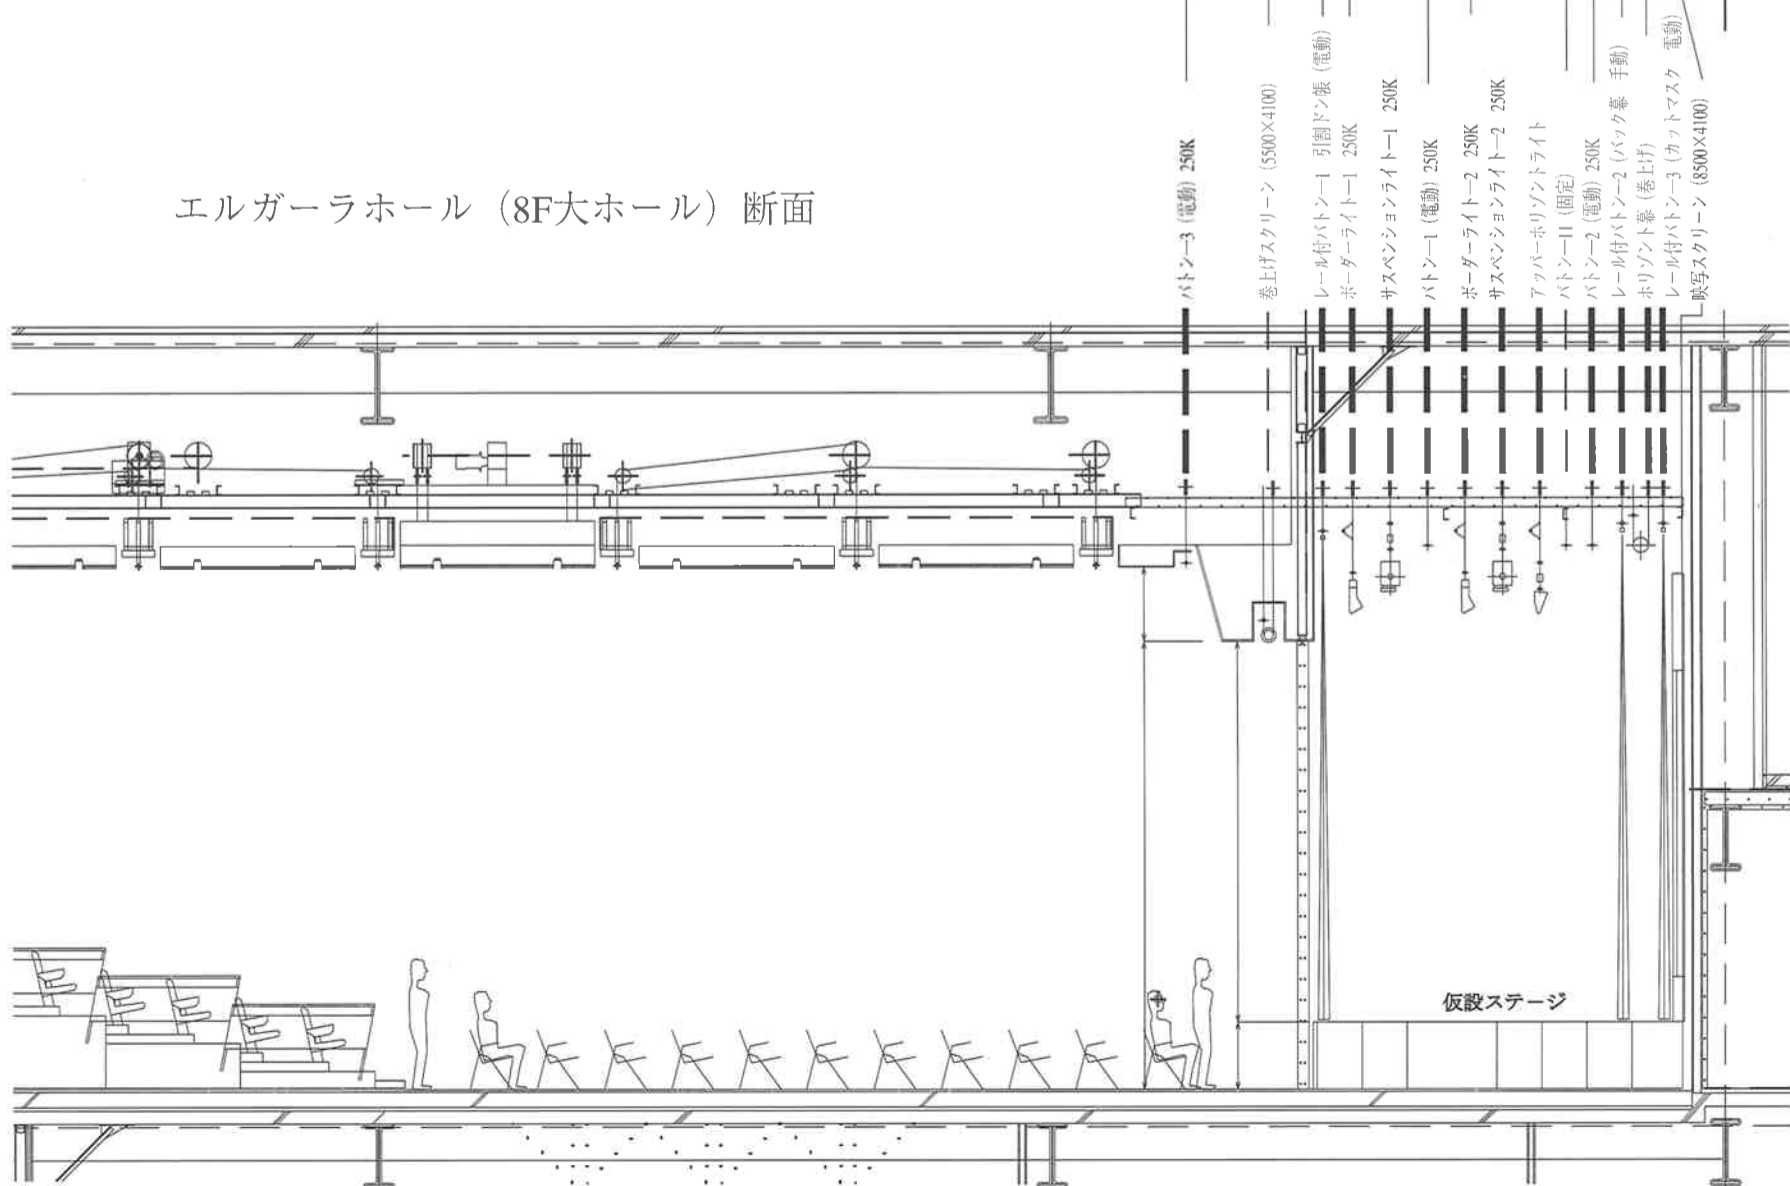 エルガーラホール（8F大ホール）断面
バトン―3（電動）250K
巻上げスクリーン（5500×4100）
レール付バトン―1　引割ドン帳（電動）
ボーダーライト―1　250K
サスペンションライト―1　250K
バトン―1（電動）250K
ボーダーライト―2　250K
サスペンションライト―2　250K
アッパーホリゾントライト
バトン―11（固定）
バトン―2（電動）250K
レール付バトン―2（バック幕　手動）
ホリゾント幕（巻上げ）
レール付バトン―3（カットマスク　電動）
映写スクリーン（8500×4100）
仮設ステージ